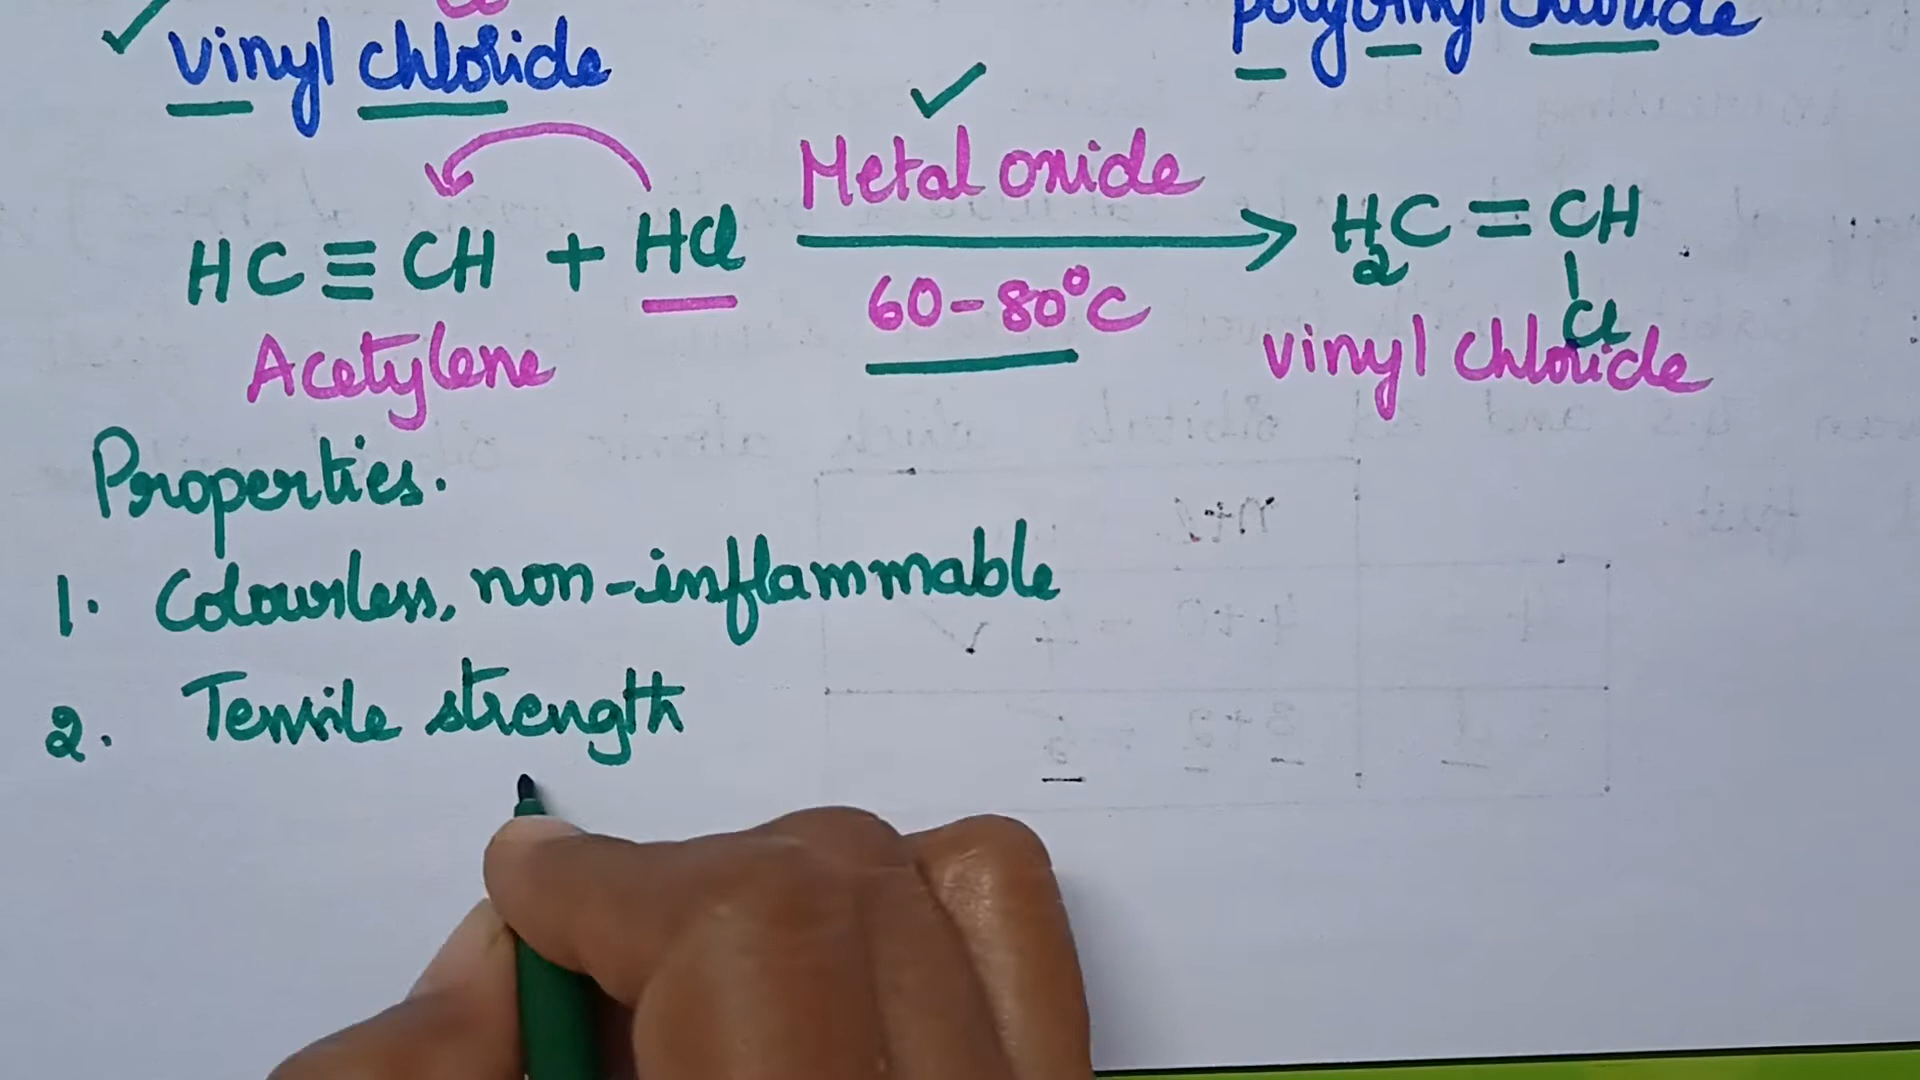 vinyl chloride
polyvinyl chloride
Metal oxide
HC ≡ CH + HCl
H2C = CH
Cl
60-80°C
Acetylene
vinyl chloride
Properties.
1. Colourless, non-inflammable
2. Tensile strength